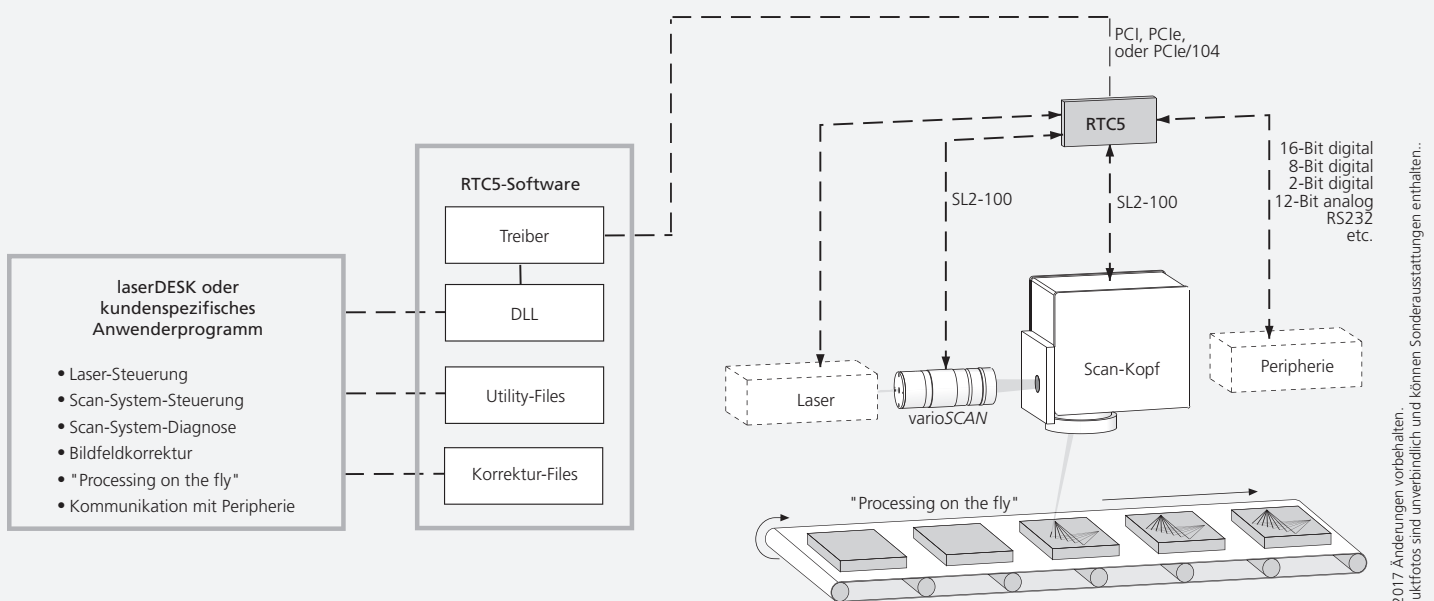 laserDESK oder
kundenspezifisches
Anwenderprogramm
• Laser-Steuerung
• Scan-System-Steuerung
• Scan-System-Diagnose
• Bildfeldkorrektur
• "Processing on the fly"
• Kommunikation mit Peripherie
RTC5-Software
Treiber
DLL
Utility-Files
Korrektur-Files
PCI, PCIe,
oder PCIe/104
RTC5
SL2-100
SL2-100
16-Bit digital
8-Bit digital
2-Bit digital
12-Bit analog
RS232
etc.
Laser
varioSCAN
Scan-Kopf
Peripherie
"Processing on the fly"
2017 Änderungen vorbehalten.
sind unverbindlich und können Sonderausstattungen enthalten..